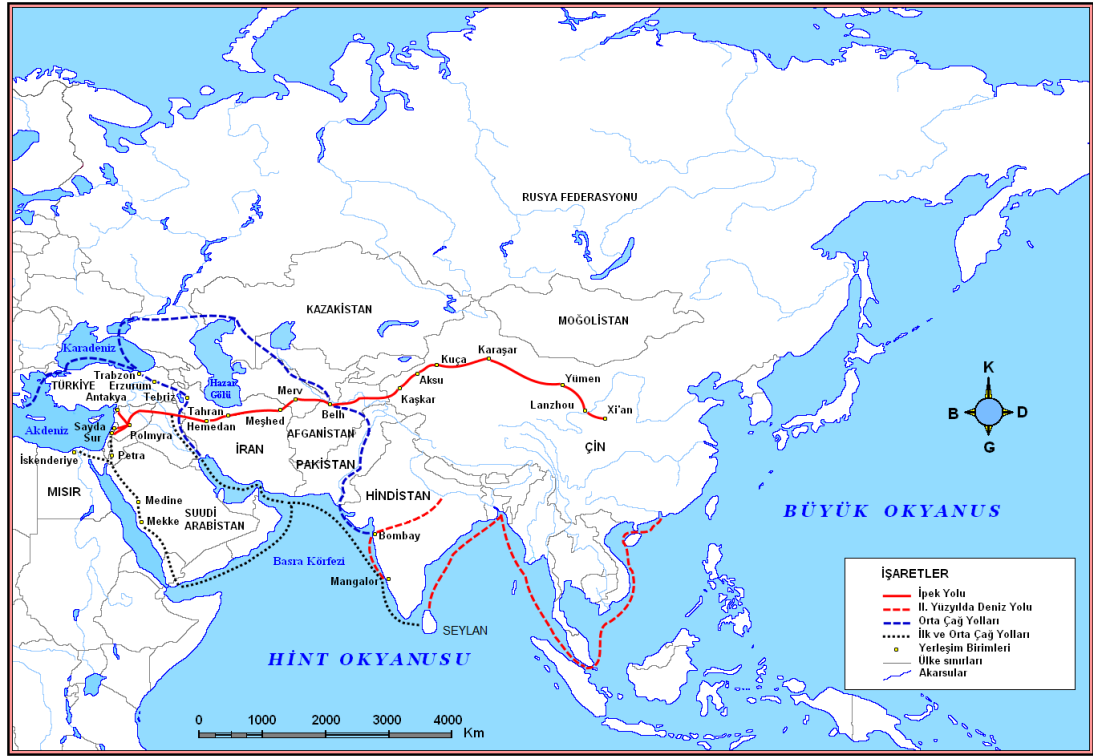 RUSYA FEDERASYONU
KAZAKİSTAN
MOĞOLİSTAN
Karadeniz
Kuça
Karaşar
Trabzon
Aksu
TÜRKİYE
Erzurum
Hazar
Gölü
Merv
Yümen
Antakya
Tebriz
Kaşkar
Tahran
Lanzhou
Xi'an
Akdeniz
Sayda
Sur
Hemedan
Meşhed
Belh
Polmyra
AFGANİSTAN
İskenderiye
Petra
İRAN
ÇİN
PAKİSTAN
MISIR
HİNDİSTAN
Medine
SUUDİ
ARABİSTAN
Mekke
Bombay
BÜYÜK OKYANUS
Basra Körfezi
Mangalor
SEYLAN
HİNT OKYANUSU
K
B
D
G
İŞARETLER
İpek Yolu
II. Yüzyılda Deniz Yolu
Orta Çağ Yolları
İlk ve Orta Çağ Yolları
Yerleşim Birimleri
Ülke sınırları
Akarsular
0 1000 2000 3000 4000
Km